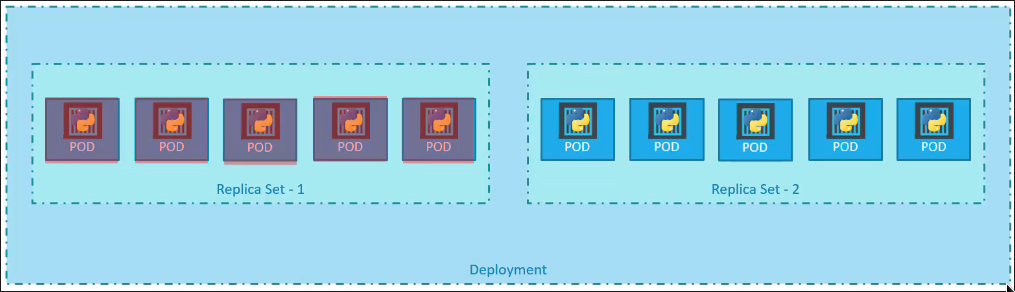 POD POD POD POD POD POD POD POD POD POD
Replica Set - 1 Replica Set - 2
Deployment